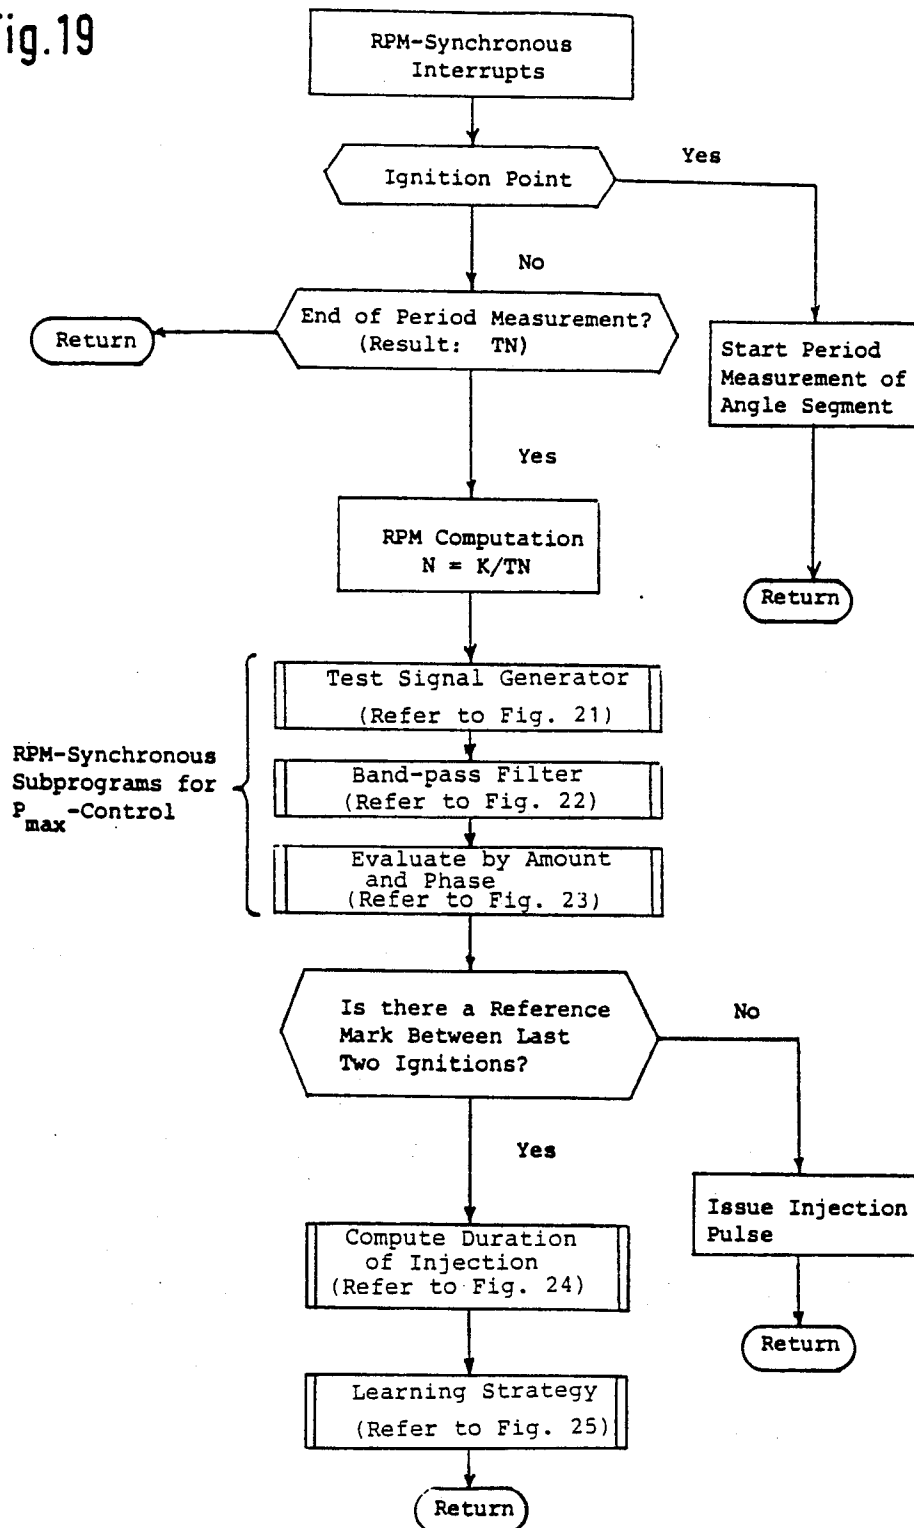 Fig.19
RPM-Synchronous
Interrupts
Ignition Point
Yes
No
End of Period Measurement?
(Result: TN)
Return
Start Period
Measurement of
Angle Segment
Yes
RPM Computation
N = K/TN
Return
Test Signal Generator
(Refer to Fig. 21)
RPM-Synchronous
Subprograms for
Pmax-Control
Band-pass Filter
(Refer to Fig. 22)
Evaluate by Amount
and Phase
(Refer to Fig. 23)
Is there a Reference
Mark Between Last
Two Ignitions?
No
Yes
Issue Injection
Pulse
Compute Duration
of Injection
(Refer to Fig. 24)
Return
Learning Strategy
(Refer to Fig. 25)
Return